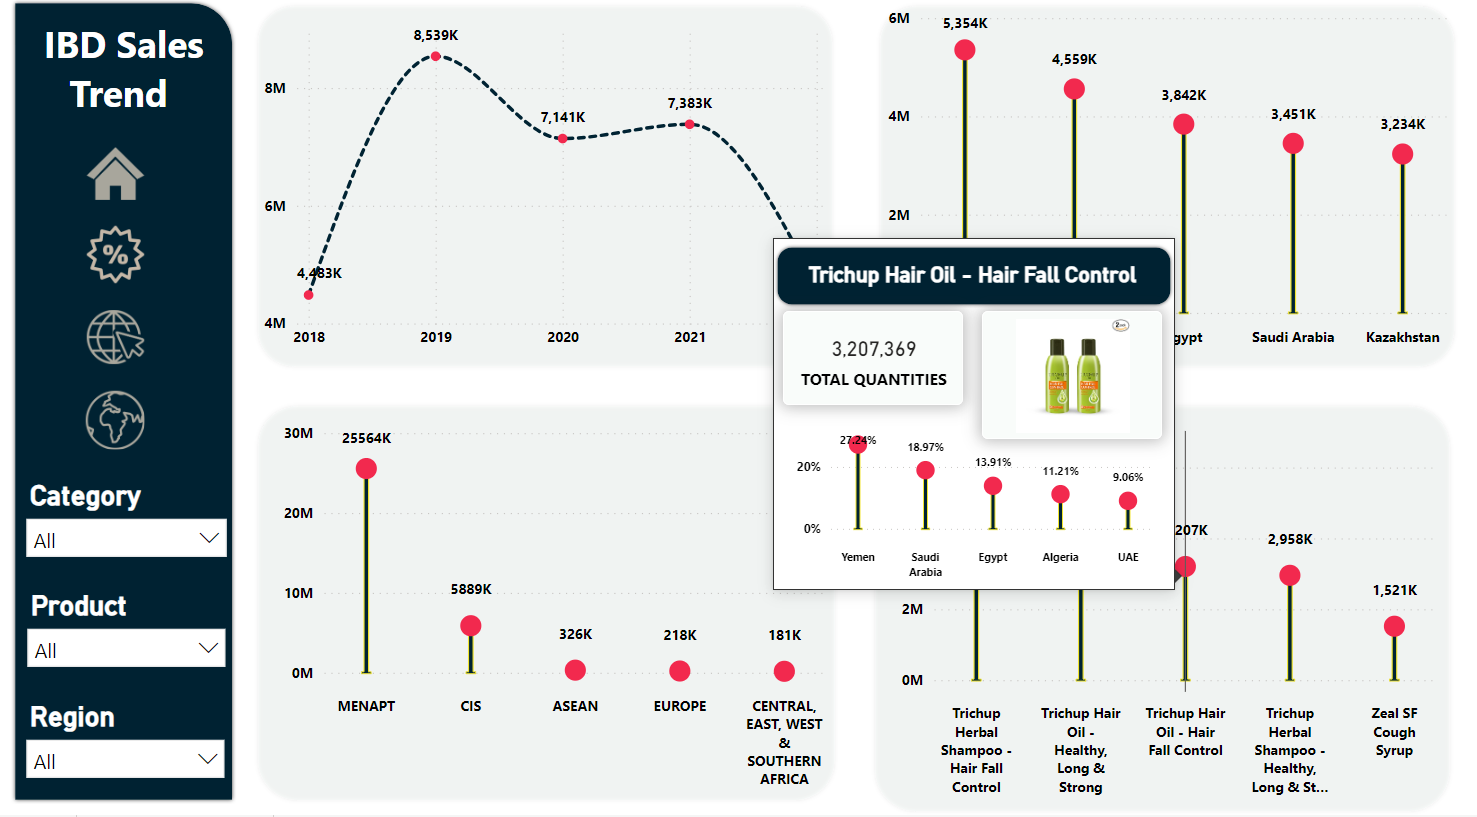 IBD Sales
Trend
Category
All
Product
All
Region
All
8M
6M
4M
8,539K
7,141K
7,383K
4,483K
2018
2019
2020
2021
6M
4M
2M
5,354K
4,559K
3,842K
3,451K
3,234K
gypt
Saudi Arabia
Kazakhstan
Trichup Hair Oil - Hair Fall Control
3,207,369
TOTAL QUANTITIES
20%
0%
27.24%
18.97%
13.91%
11.21%
9.06%
Yemen
Saudi
Arabia
Egypt
Algeria
UAE
30M
20M
10M
0M
25564K
5889K
326K
218K
181K
MENAPT
CIS
ASEAN
EUROPE
CENTRAL,
EAST, WEST
&
SOUTHERN
AFRICA
2M
0M
207K
2,958K
1,521K
Trichup
Herbal
Shampoo -
Hair Fall
Control
Trichup Hair
Oil -
Healthy,
Long &
Strong
Trichup Hair
Oil - Hair
Fall Control
Trichup
Herbal
Shampoo -
Healthy,
Long & St...
Zeal SF
Cough
Syrup